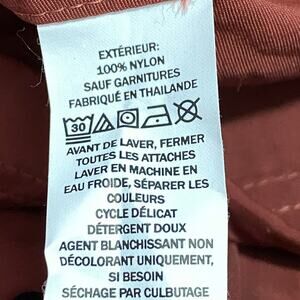 EXTÉRIEUR:
100% NYLON
SAUF GARNITURES
FABRIQUÉ EN THAILANDE
30
AVANT DE LAVER, FERMER
TOUTES LES ATTACHES
LAVER EN MACHINE EN
EAU FROIDE, SÉPARER LES
COULEURS
CYCLE DÉLICAT
DÉTERGENT DOUX
AGENT BLANCHISSANT NON
DÉCOLORANT UNIQUEMENT,
SI BESOIN
SÉCHAGE PAR CULBUTAGE